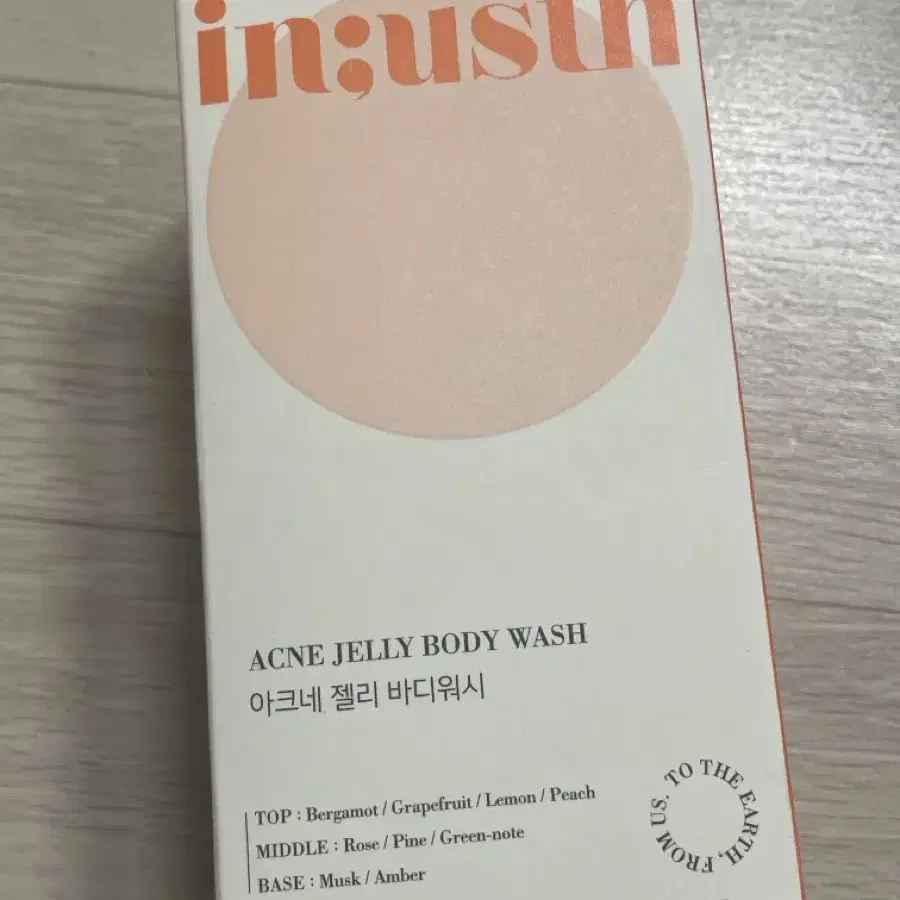 in;usth
ACNE JELLY BODY WASH
아크네 젤리 바디워시
TOP : Bergamot / Grapefruit / Lemon / Peach
MIDDLE : Rose / Pine / Green-note
BASE : Musk / Amber
TO THE EARTH, FROM US.